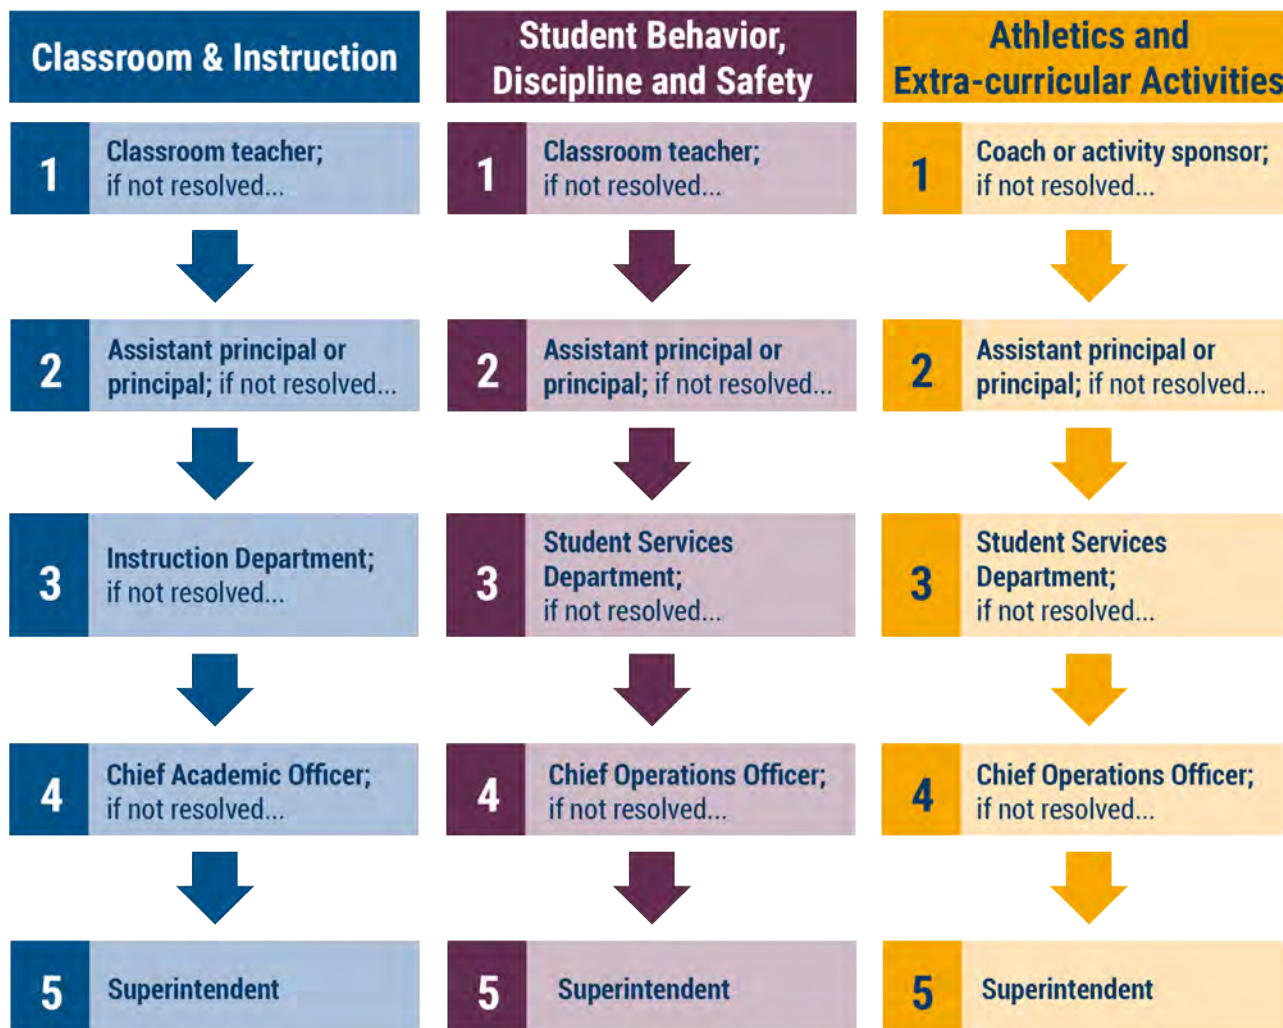 Classroom & Instruction
1
Classroom teacher;
if not resolved...
2
Assistant principal or
principal; if not resolved...
3
Instruction Department;
if not resolved...
4
Chief Academic Officer;
if not resolved...
5
Superintendent
Student Behavior,
Discipline and Safety
1
Classroom teacher;
if not resolved...
2
Assistant principal or
principal; if not resolved...
3
Student Services
Department;
if not resolved...
4
Chief Operations Officer;
if not resolved...
5
Superintendent
Athletics and
Extra-curricular Activities
1
Coach or activity sponsor;
if not resolved...
2
Assistant principal or
principal; if not resolved...
3
Student Services
Department;
if not resolved...
4
Chief Operations Officer;
if not resolved...
5
Superintendent